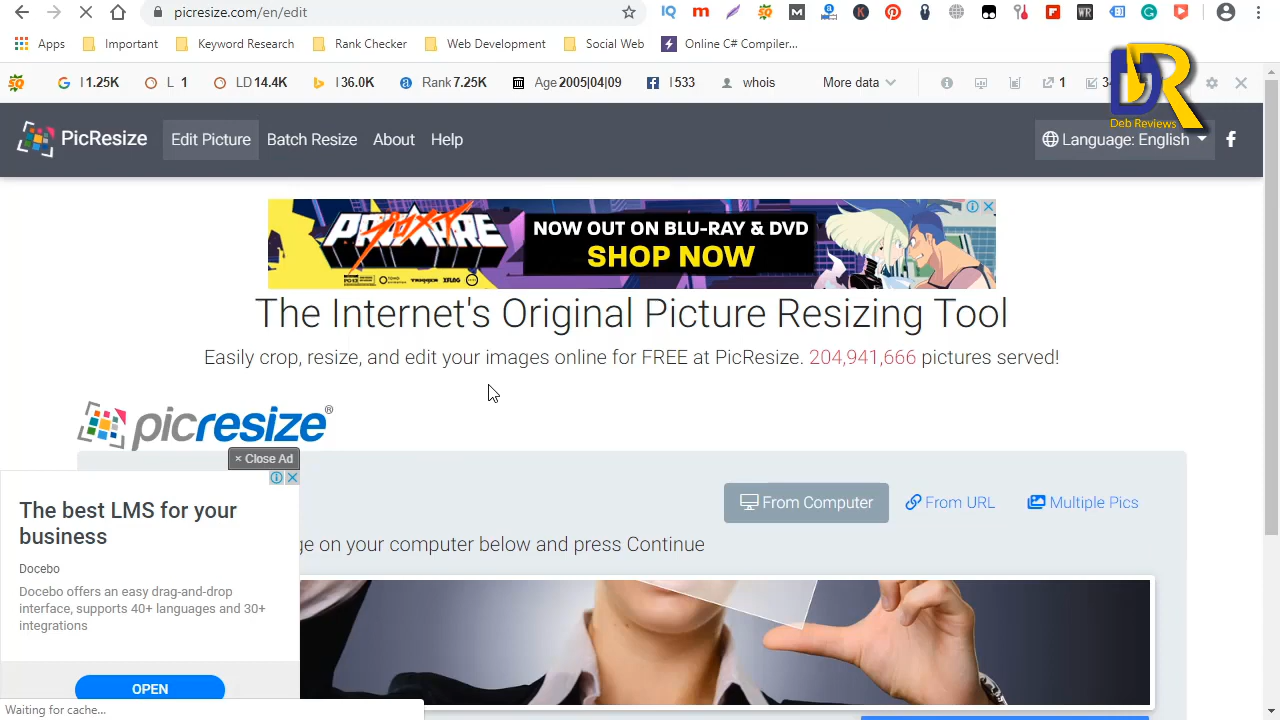 picresize.com/en/edit
Apps Important Keyword Research Rank Checker Web Development Social Web Online C# Compiler...
I 1.25K L 1 LD 14.4K I 36.0K Rank 7.25K Age 2005|04|09 I 533 whois More data 1
Deb Reviews
PicResize Edit Picture Batch Resize About Help Language: English
PROMARE NOW OUT ON BLU-RAY & DVD
SHOP NOW
The Internet's Original Picture Resizing Tool
Easily crop, resize, and edit your images online for FREE at PicResize. 204,941,666 pictures served!
picresize®
× Close Ad
The best LMS for your
business
From Computer From URL Multiple Pics
on your computer below and press Continue
Docebo
Docebo offers an easy drag-and-drop
interface, supports 40+ languages and 30+
integrations
OPEN
Waiting for cache...